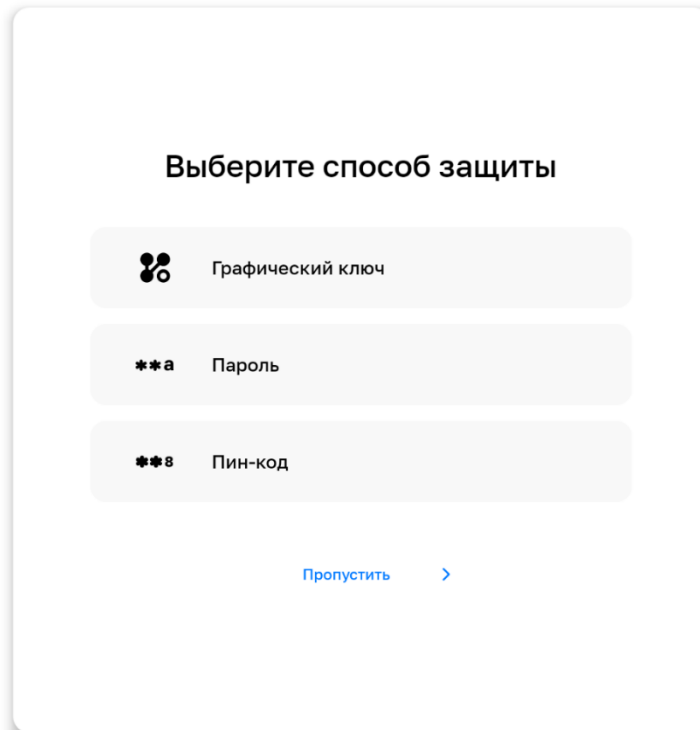 Выберите способ защиты
Графический ключ
**а Пароль
**8 Пин-код
Пропустить